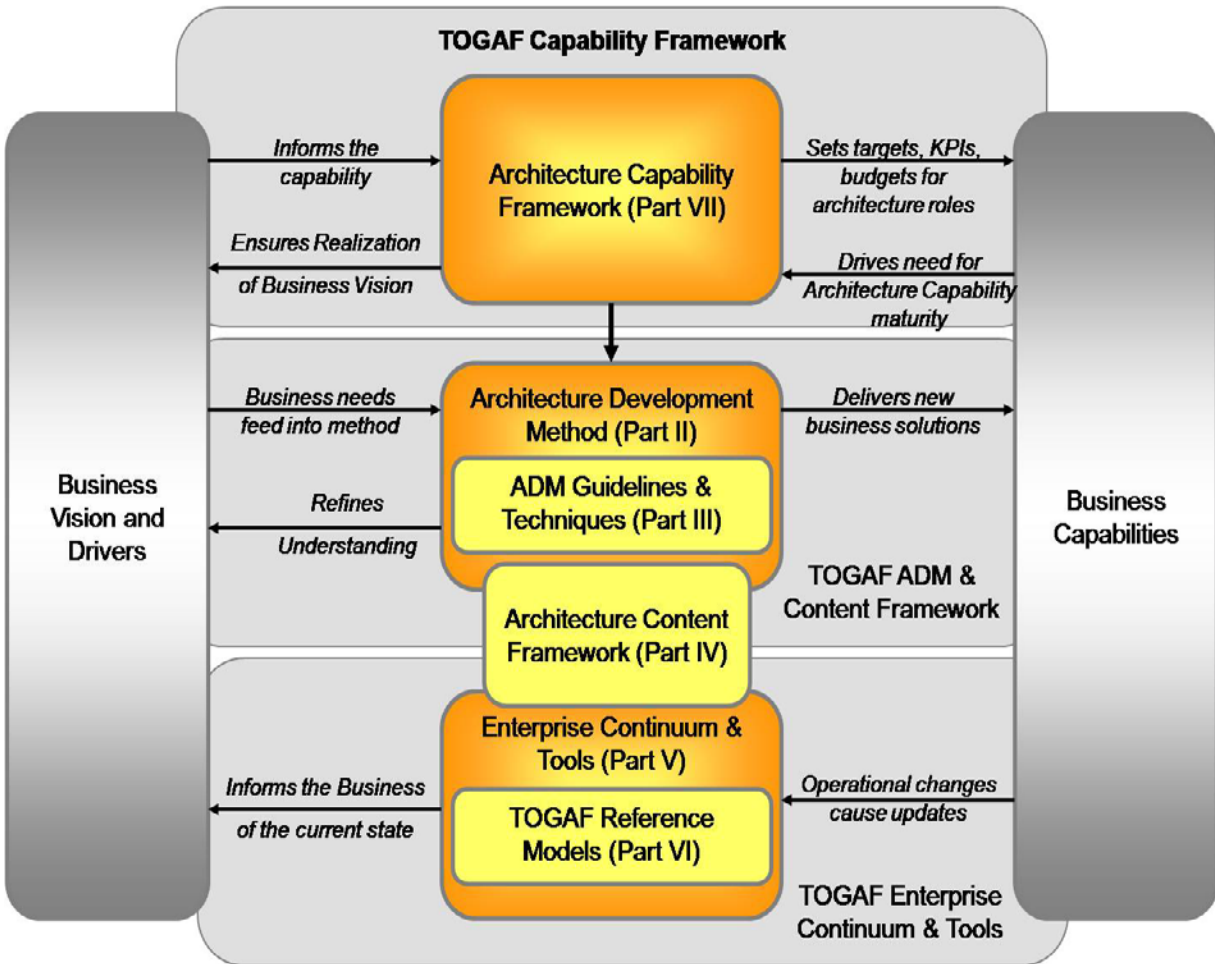 TOGAF Capability Framework
Informs the
capability
Ensures Realization
of Business Vision
Architecture Capability
Framework (Part VII)
Sets targets, KPIs,
budgets for
architecture roles
Drives need for
Architecture Capability
maturity
Business needs
feed into method
Refines
Understanding
Architecture Development
Method (Part II)
ADM Guidelines &
Techniques (Part III)
Delivers new
business solutions
Business
Vision and
Drivers
Business
Capabilities
TOGAF ADM &
Content Framework
Architecture Content
Framework (Part IV)
Enterprise Continuum &
Tools (Part V)
TOGAF Reference
Models (Part VI)
Informs the Business
of the current state
Operational changes
cause updates
TOGAF Enterprise
Continuum & Tools